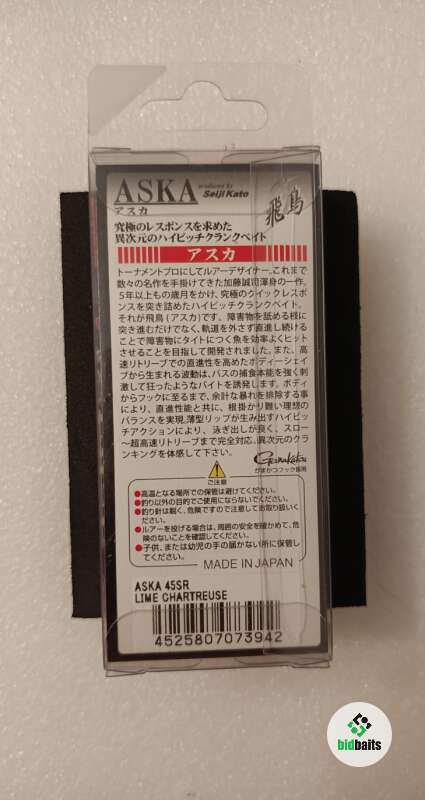 ASKA produced by Seiji Kato
アスカ
飛鳥
究極のレスポンスを求めた
異次元のハイピッチクランクベイト
アスカ
トーナメントプロにしてルアーデザイナー。これまで
数々の名作を手掛けてきた加藤誠司渾身の一作。
5年以上もの歳月をかけ、究極のクイックレスポン
スを突き詰めたハイピッチクランクベイト。
それが飛鳥(アスカ)です。障害物を舐める様に
突き進むだけでなく、軌道を外さず直進し続ける
ことで障害物にタイトにつく魚を効率よくヒット
させることを目指して開発されました。また、高
速リトリーブでの直進性を高めたボディーシェイ
プから生まれる波動は、バスの捕食本能を強く刺
激して狂ったようなバイトを誘発します。ボディ
からフックに至るまで、余計な暴れを排除する事
により、直進性能と共に、根掛かり難い理想の
バランスを実現。薄型リップが生み出すハイピッ
チアクションにより、泳ぎ出しが良く、スロー
～超高速リトリーブまで完全対応。異次元のクラ
ンキングを体感して下さい。
Gamakatsu
がまかつフック採用
ご注意
●高温となる場所での保管は避けてください。
●釣り以外の目的でご使用にならないでください。
●釣り針は鋭く、危険ですので注意してお取り扱いく
ださい。
●ルアーを投げる場合は、周囲の安全を確かめて、危
険のないことを確認してください。
●子供、または幼児の手の届かない所に保管し
てください。
MADE IN JAPAN
ASKA 45SR
LIME CHARTREUSE
4525807073942
bidbaits